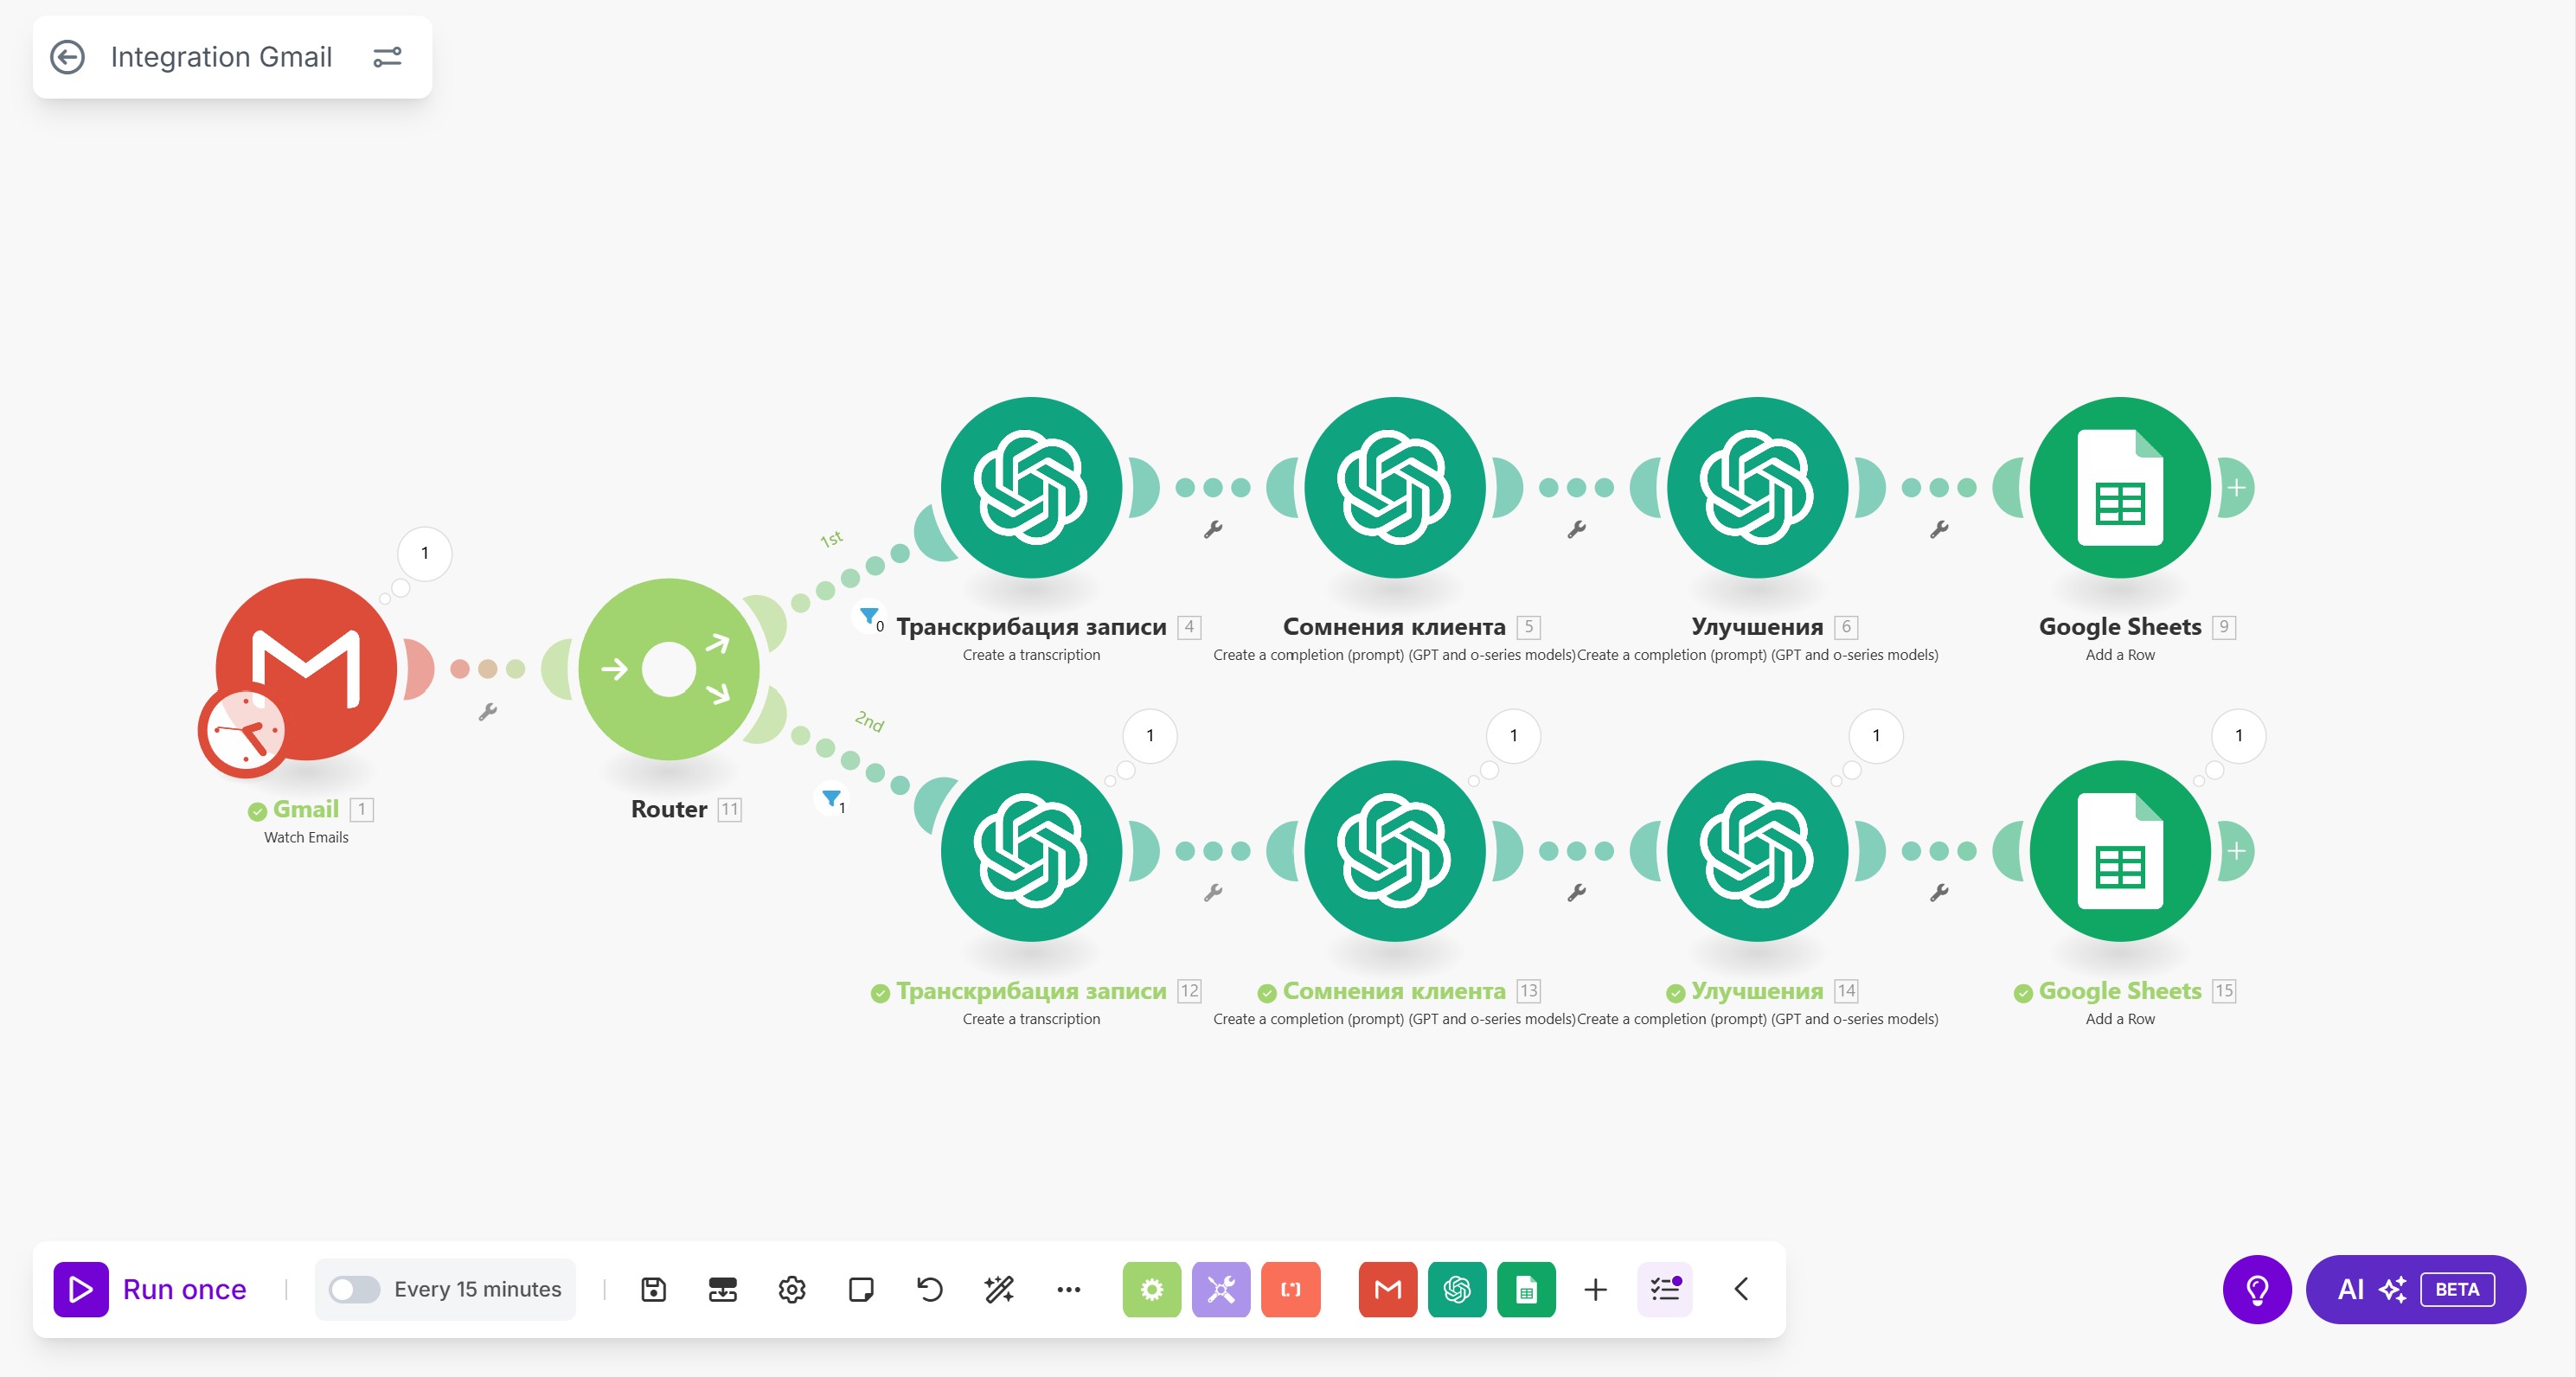 Integration Gmail
1
1st
0
Транскрибация записи 4
Create a transcription
Сомнения клиента 5
Create a completion (prompt) (GPT and o-series models)
Улучшения 6
Create a completion (prompt) (GPT and o-series models)
Google Sheets 9
Add a Row
Gmail 1
Watch Emails
Router 11
2nd
1
1
1
1
1
Транскрибация записи 12
Create a transcription
Сомнения клиента 13
Create a completion (prompt) (GPT and o-series models)
Улучшения 14
Create a completion (prompt) (GPT and o-series models)
Google Sheets 15
Add a Row
Run once
Every 15 minutes
AI BETA